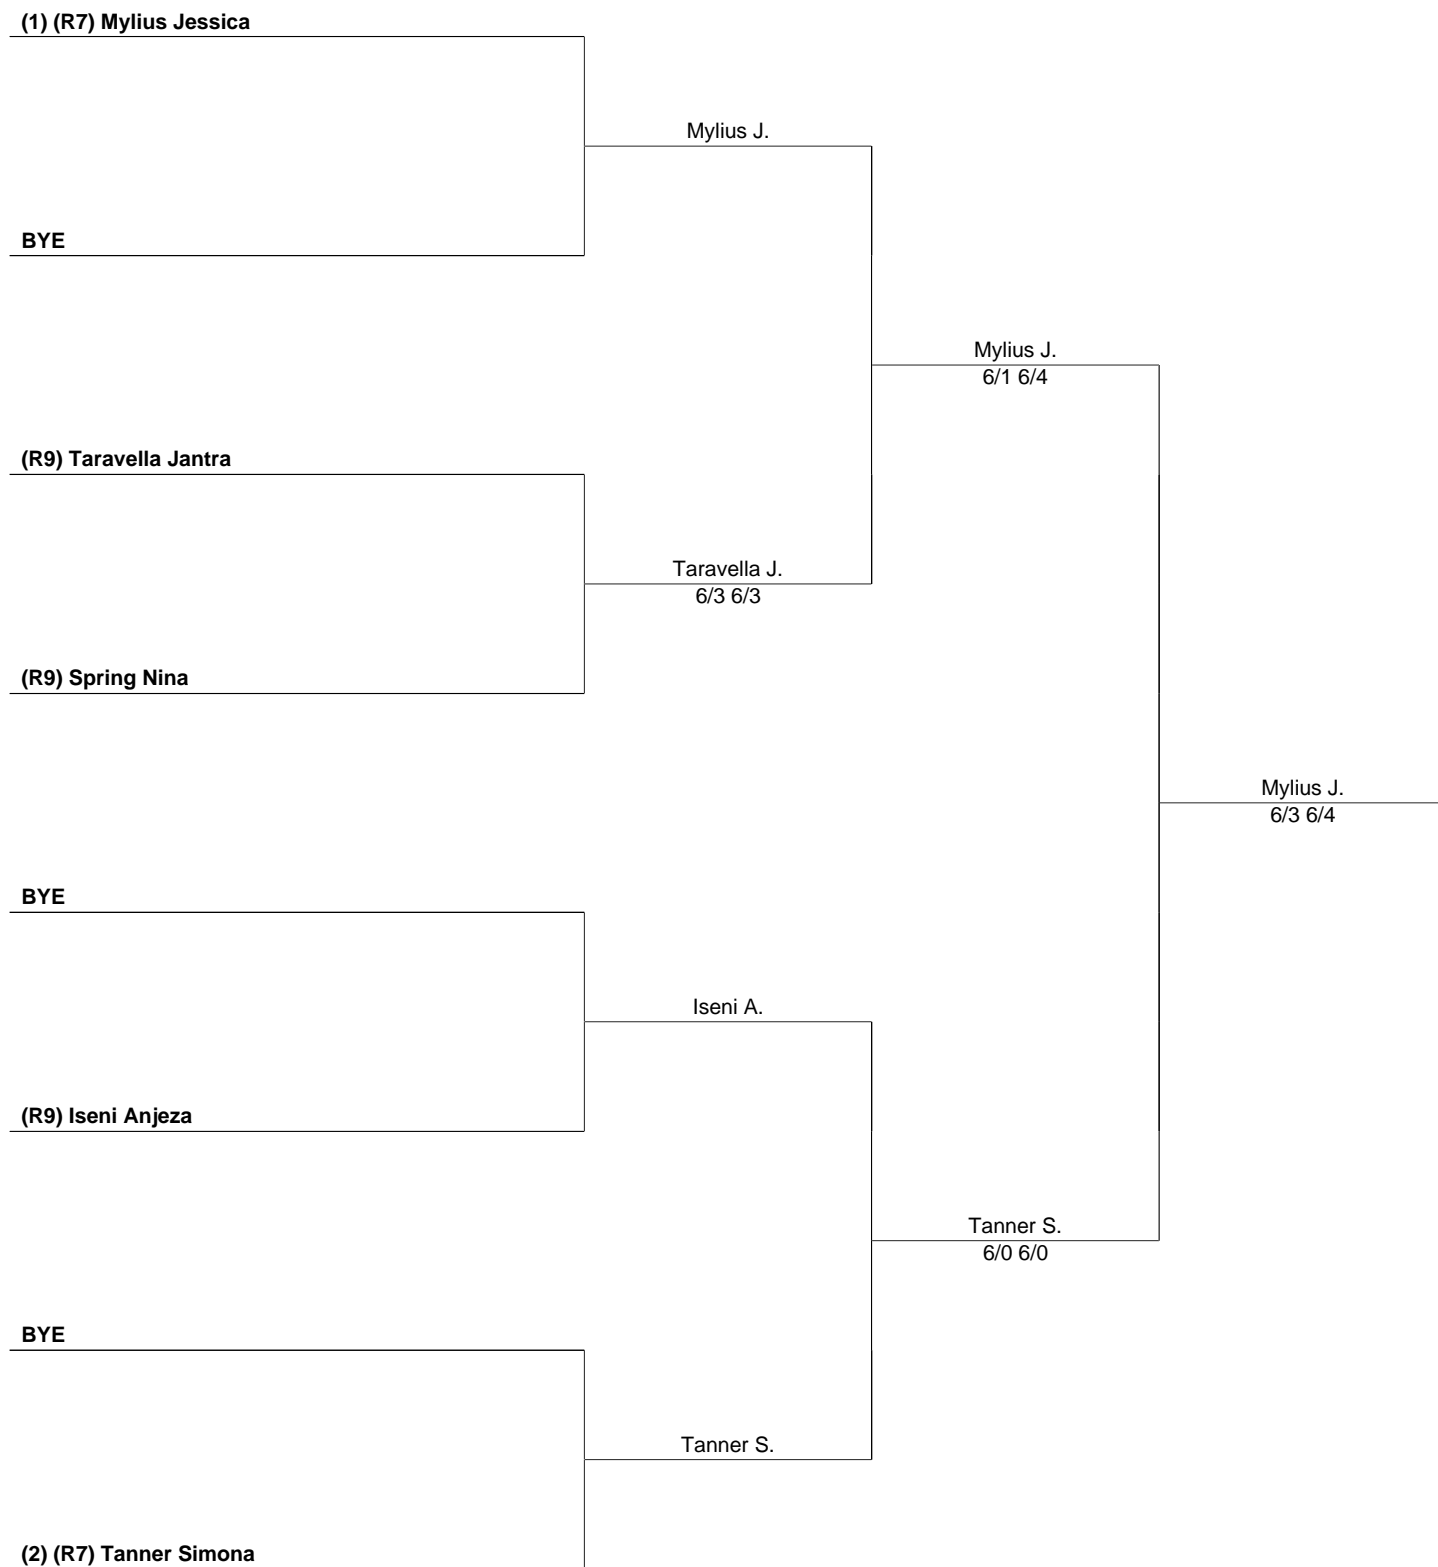 (1) (R7) Mylius Jessica
Mylius J.
BYE
Mylius J.
6/1 6/4
(R9) Taravella Jantra
Taravella J.
6/3 6/3
(R9) Spring Nina
Mylius J.
6/3 6/4
BYE
Iseni A.
(R9) Iseni Anjeza
Tanner S.
6/0 6/0
BYE
Tanner S.
(2) (R7) Tanner Simona